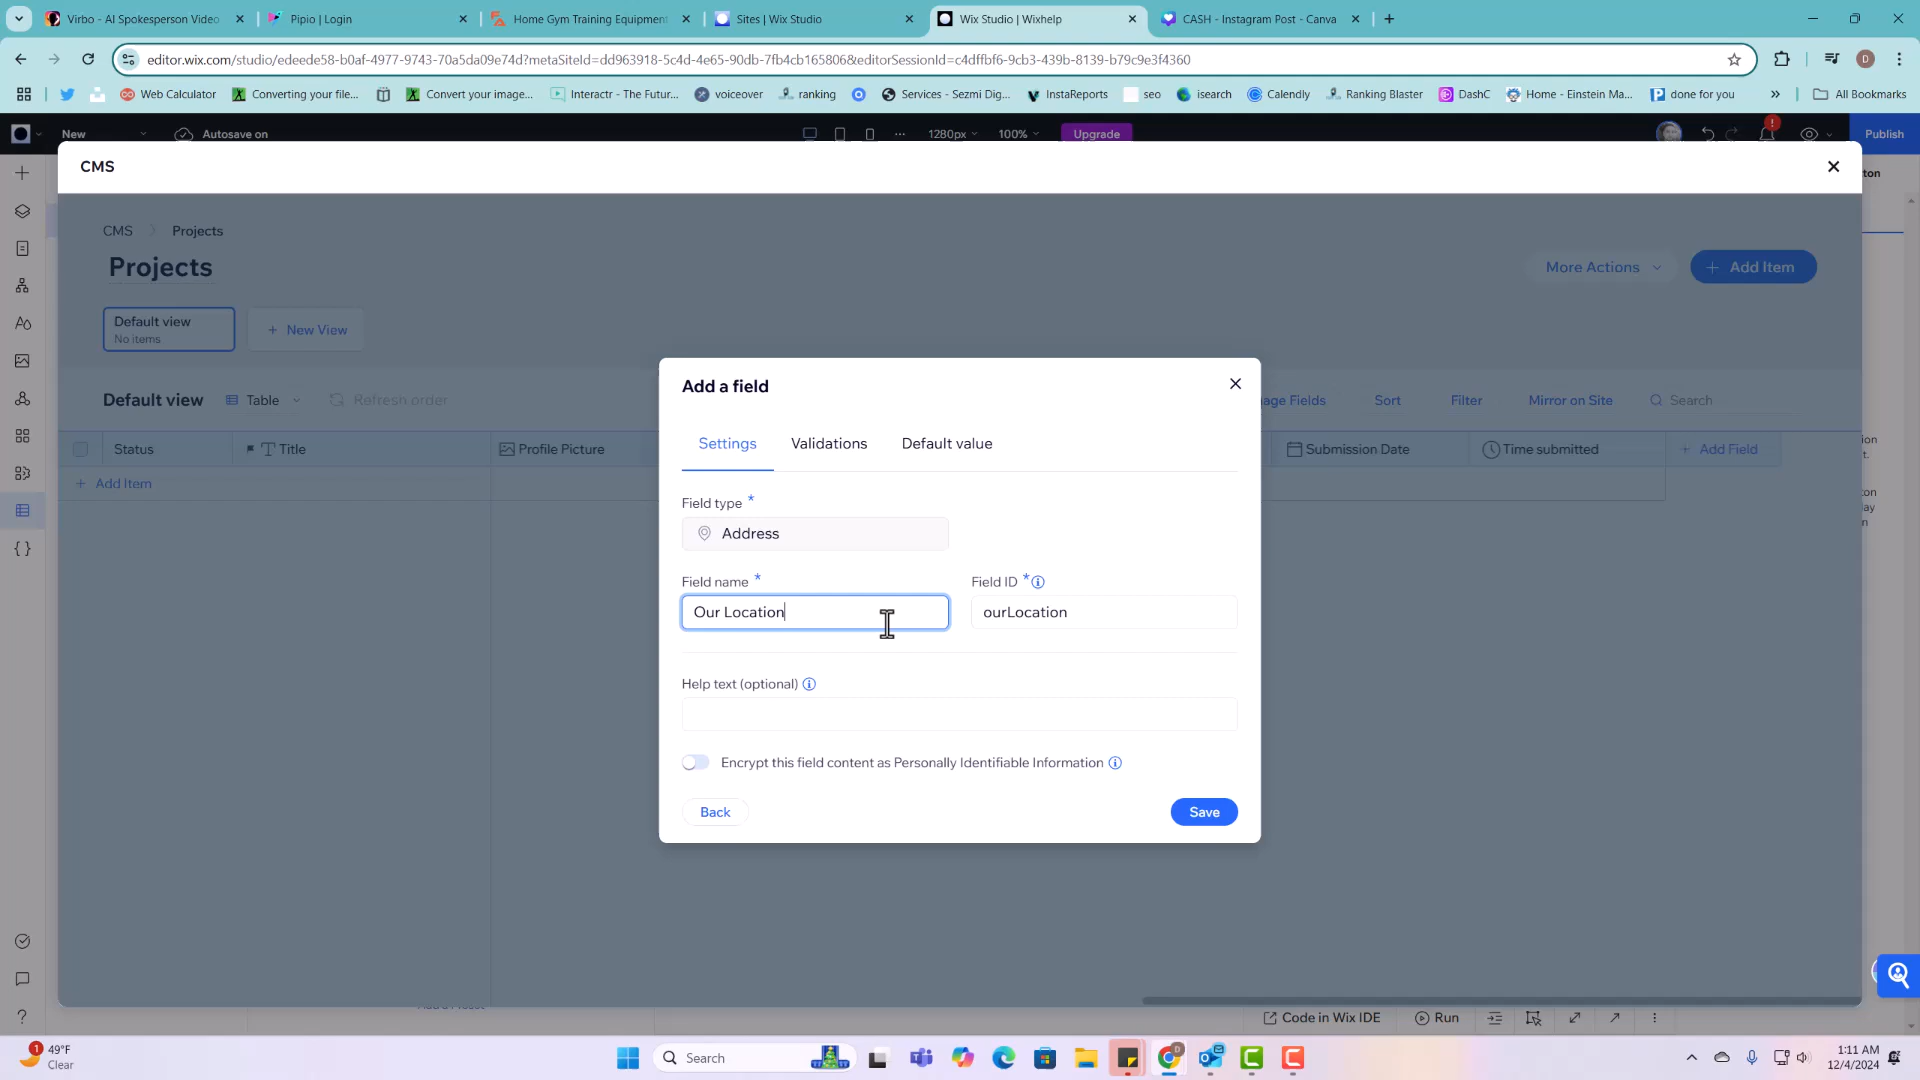 Virbo - AI Spokesperson Video
Pipio | Login
Home Gym Training Equipment
Sites | Wix Studio
Wix Studio | Wixhelp
CASH - Instagram Post - Canva
editor.wix.com/studio/edeede58-b0af-4977-9743-70a5da09e74d?metaSiteId=dd963918-5c4d-4e65-90db-7fb4cb165806&editorSessionId=c4dffbf6-9cb3-439b-8139-b79c9e3f4360
D
Web Calculator
Converting your file...
Convert your image...
Interactr - The Futur...
voiceover
ranking
Services - Sezmi Dig...
InstaReports
seo
isearch
Calendly
Ranking Blaster
DashC
Home - Einstein Ma...
done for you
All Bookmarks
New
Autosave on
1280px
100%
Upgrade
Publish
CMS
CMS
Projects
Projects
More Actions
Add Item
Default view
No items
New View
Default view
Table
Refresh order
age Fields
Sort
Filter
Mirror on Site
Search
Status
Title
Profile Picture
Submission Date
Time submitted
Add Field
Add Item
Add a field
Settings
Validations
Default value
Field type *
Address
Field name *
Field ID *
Our Location
ourLocation
Help text (optional)
Encrypt this field content as Personally Identifiable Information
Back
Save
Code in Wix IDE
Run
1
49°F
Clear
Search
1:11 AM
12/4/2024